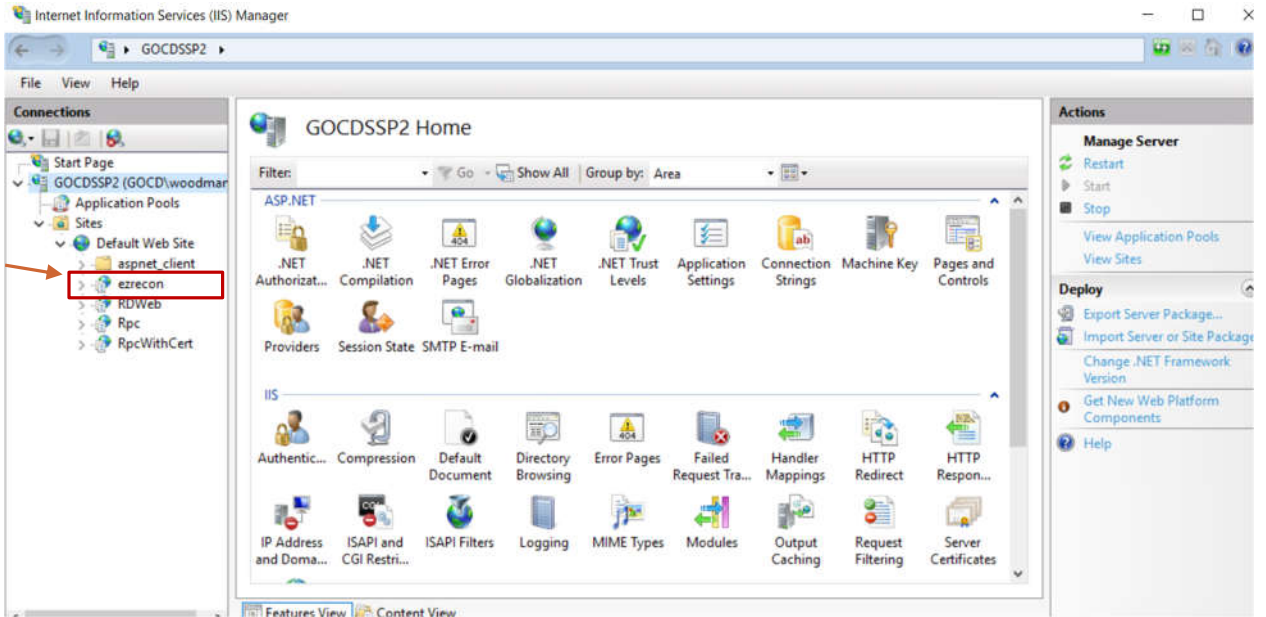 Internet Information Services (IIS) Manager
GOCDSSP2
File View Help
Connections
Start Page
GOCDSSP2 (GOCD\woodmar
Application Pools
Sites
Default Web Site
aspnet_client
ezrecon
RDWeb
Rpc
RpcWithCert
GOCDSSP2 Home
Filter: Go Show All Group by: Area
ASP.NET
.NET Authorizat...
.NET Compilation
.NET Error Pages
.NET Globalization
.NET Trust Levels
Application Settings
Connection Strings
Machine Key
Pages and Controls
Providers
Session State
SMTP E-mail
IIS
Authentic...
Compression
Default Document
Directory Browsing
Error Pages
Failed Request Tra...
Handler Mappings
HTTP Redirect
HTTP Respon...
IP Address and Doma...
ISAPI and CGI Restri...
ISAPI Filters
Logging
MIME Types
Modules
Output Caching
Request Filtering
Server Certificates
Features View Content View
Actions
Manage Server
Restart
Start
Stop
View Application Pools
View Sites
Deploy
Export Server Package...
Import Server or Site Package
Change .NET Framework
Version
Get New Web Platform
Components
Help